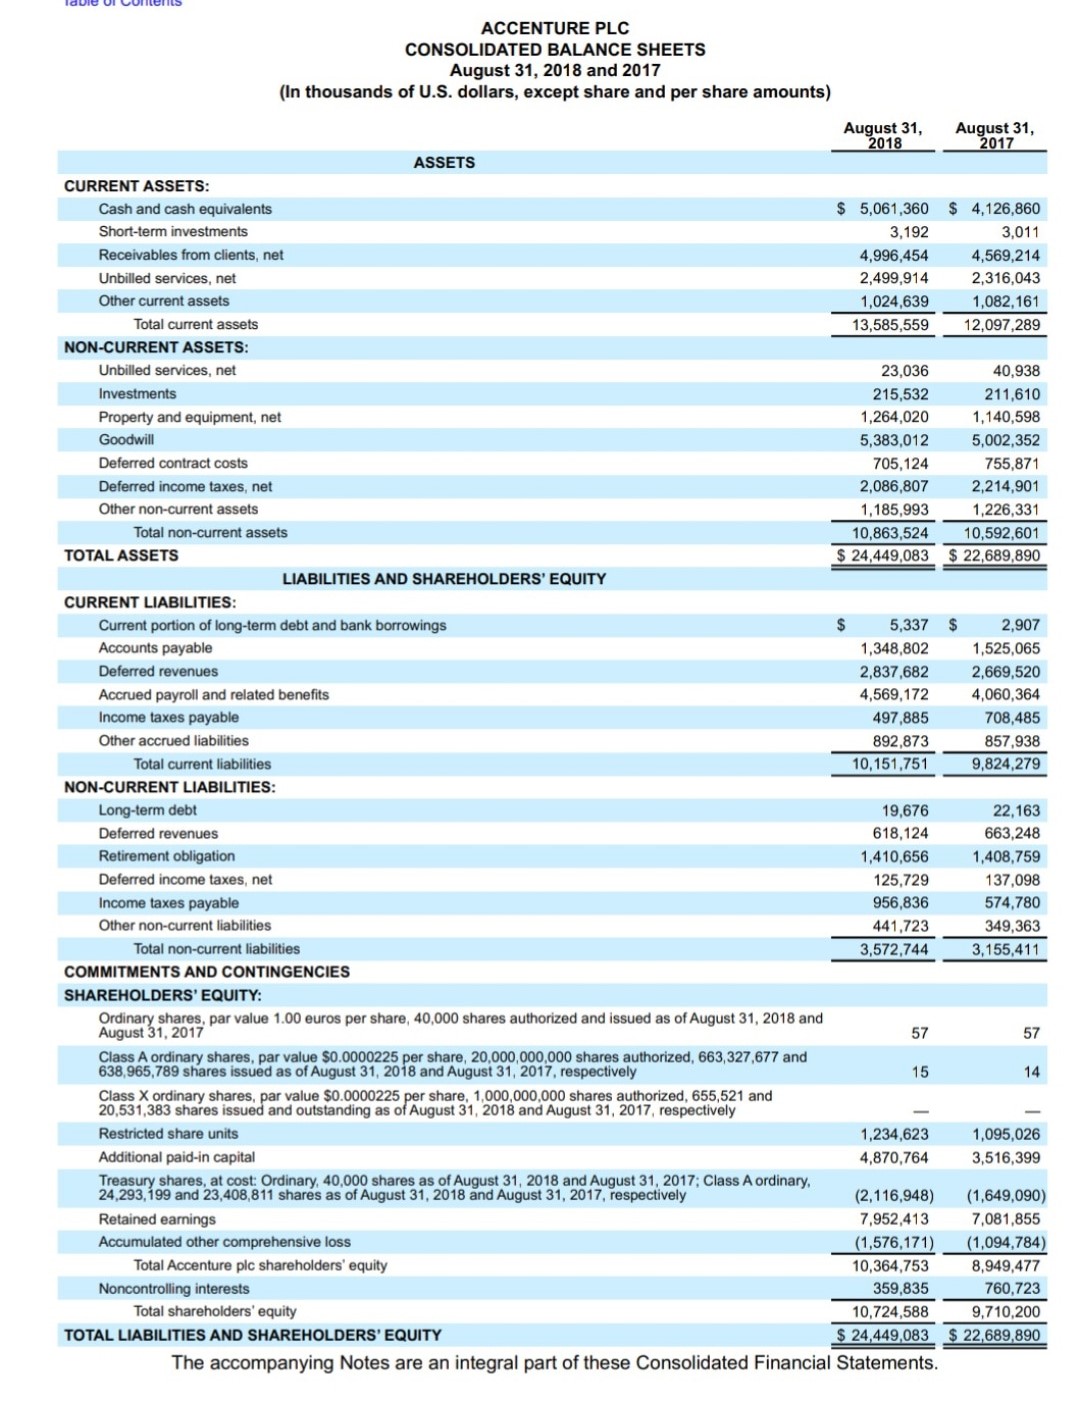 Table of Contents
ACCENTURE PLC
CONSOLIDATED BALANCE SHEETS
August 31, 2018 and 2017
(In thousands of U.S. dollars, except share and per share amounts)
August 31, 2018 August 31, 2017
ASSETS
CURRENT ASSETS:
Cash and cash equivalents $ 5,061,360 $ 4,126,860
Short-term investments 3,192 3,011
Receivables from clients, net 4,996,454 4,569,214
Unbilled services, net 2,499,914 2,316,043
Other current assets 1,024,639 1,082,161
Total current assets 13,585,559 12,097,289
NON-CURRENT ASSETS:
Unbilled services, net 23,036 40,938
Investments 215,532 211,610
Property and equipment, net 1,264,020 1,140,598
Goodwill 5,383,012 5,002,352
Deferred contract costs 705,124 755,871
Deferred income taxes, net 2,086,807 2,214,901
Other non-current assets 1,185,993 1,226,331
Total non-current assets 10,863,524 10,592,601
TOTAL ASSETS $ 24,449,083 $ 22,689,890
LIABILITIES AND SHAREHOLDERS' EQUITY
CURRENT LIABILITIES:
Current portion of long-term debt and bank borrowings $ 5,337 $ 2,907
Accounts payable 1,348,802 1,525,065
Deferred revenues 2,837,682 2,669,520
Accrued payroll and related benefits 4,569,172 4,060,364
Income taxes payable 497,885 708,485
Other accrued liabilities 892,873 857,938
Total current liabilities 10,151,751 9,824,279
NON-CURRENT LIABILITIES:
Long-term debt 19,676 22,163
Deferred revenues 618,124 663,248
Retirement obligation 1,410,656 1,408,759
Deferred income taxes, net 125,729 137,098
Income taxes payable 956,836 574,780
Other non-current liabilities 441,723 349,363
Total non-current liabilities 3,572,744 3,155,411
COMMITMENTS AND CONTINGENCIES
SHAREHOLDERS' EQUITY:
Ordinary shares, par value 1.00 euros per share, 40,000 shares authorized and issued as of August 31, 2018 and
August 31, 2017 57 57
Class A ordinary shares, par value $0.0000225 per share, 20,000,000,000 shares authorized, 663,327,677 and
638,965,789 shares issued as of August 31, 2018 and August 31, 2017, respectively 15 14
Class X ordinary shares, par value $0.0000225 per share, 1,000,000,000 shares authorized, 655,521 and
20,531,383 shares issued and outstanding as of August 31, 2018 and August 31, 2017, respectively — —
Restricted share units 1,234,623 1,095,026
Additional paid-in capital 4,870,764 3,516,399
Treasury shares, at cost: Ordinary, 40,000 shares as of August 31, 2018 and August 31, 2017; Class A ordinary,
24,293,199 and 23,408,811 shares as of August 31, 2018 and August 31, 2017, respectively (2,116,948) (1,649,090)
Retained earnings 7,952,413 7,081,855
Accumulated other comprehensive loss (1,576,171) (1,094,784)
Total Accenture plc shareholders' equity 10,364,753 8,949,477
Noncontrolling interests 359,835 760,723
Total shareholders' equity 10,724,588 9,710,200
TOTAL LIABILITIES AND SHAREHOLDERS' EQUITY $ 24,449,083 $ 22,689,890
The accompanying Notes are an integral part of these Consolidated Financial Statements.